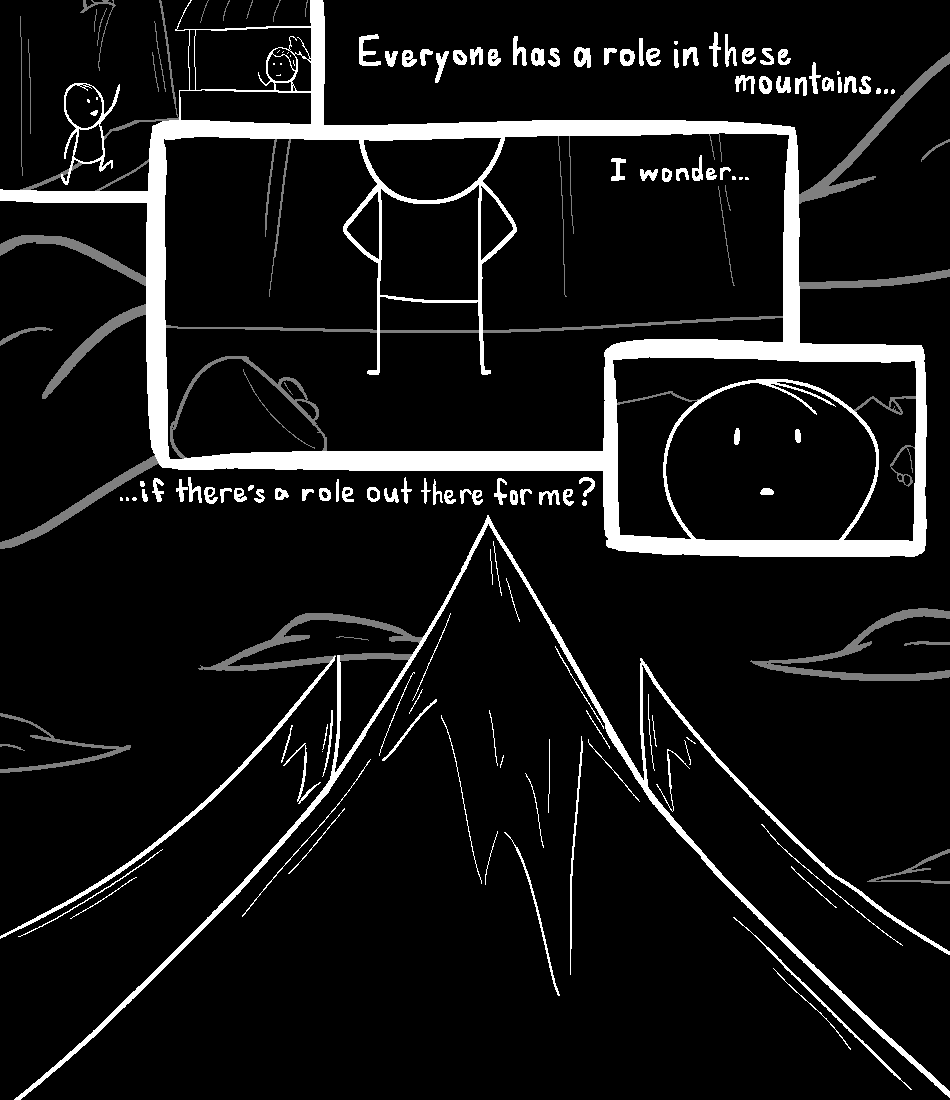 Everyone has a role in these
mountains...
I wonder...
...if there's a role out there for me?